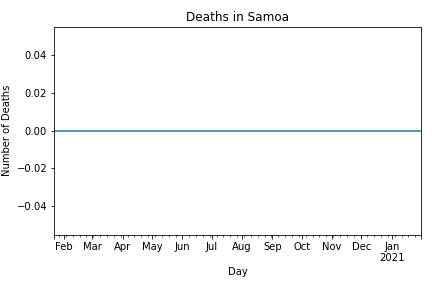 Deaths in Samoa
Number of Deaths
0.04
0.02
0.00
−0.02
−0.04
Feb Mar Apr May Jun Jul Aug Sep Oct Nov Dec Jan
2021
Day